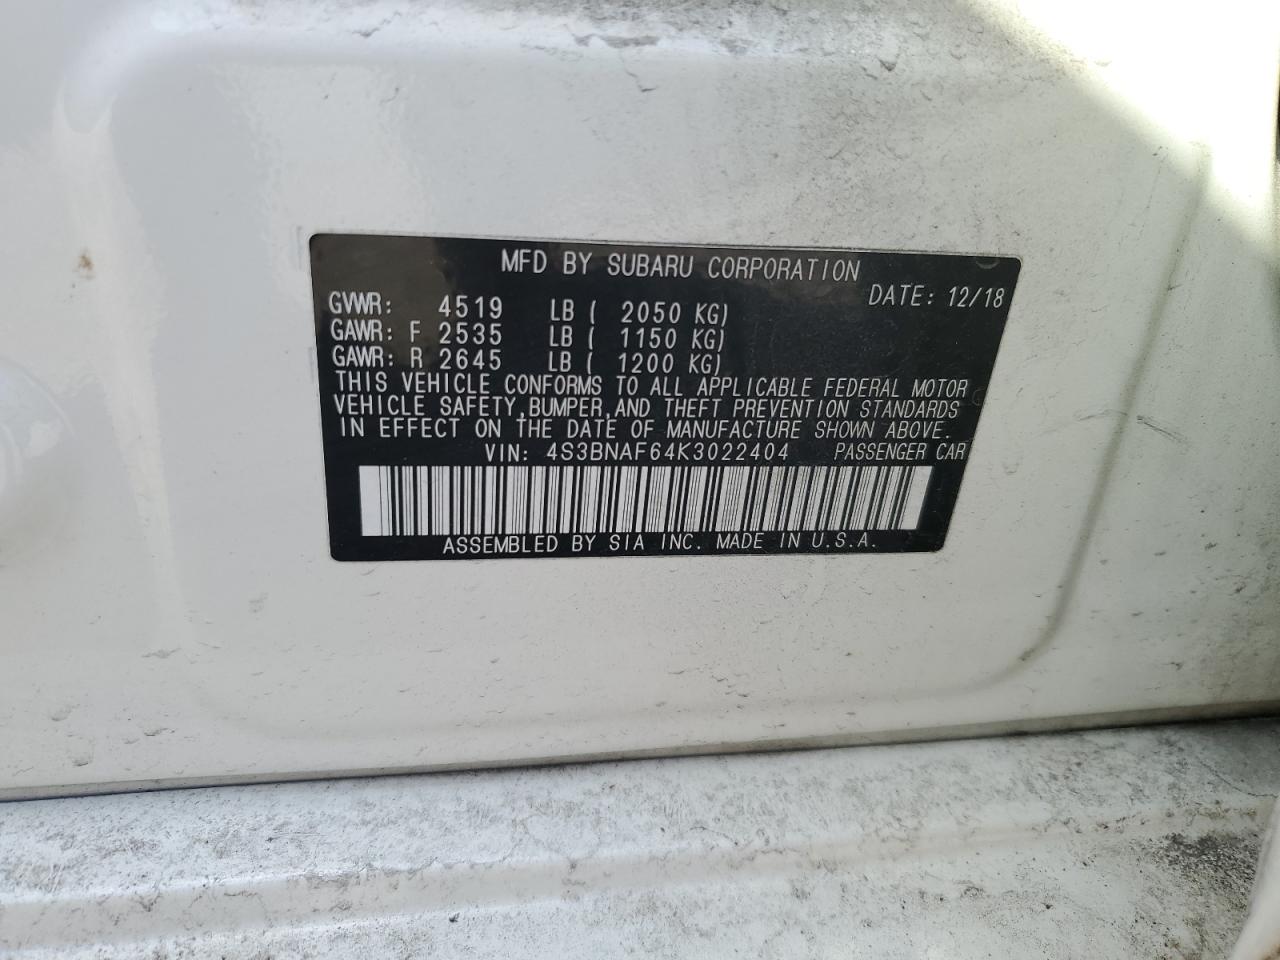 MFD BY SUBARU CORPORATION
DATE: 12/18
GVWR: 4519 LB ( 2050 KG)
GAWR: F 2535 LB ( 1150 KG)
GAWR: R 2645 LB ( 1200 KG)
THIS VEHICLE CONFORMS TO ALL APPLICABLE FEDERAL MOTOR
VEHICLE SAFETY,BUMPER,AND THEFT PREVENTION STANDARDS
IN EFFECT ON THE DATE OF MANUFACTURE SHOWN ABOVE.
VIN: 4S3BNAF64K3022404 PASSENGER CAR
ASSEMBLED BY SIA INC. MADE IN U.S.A.